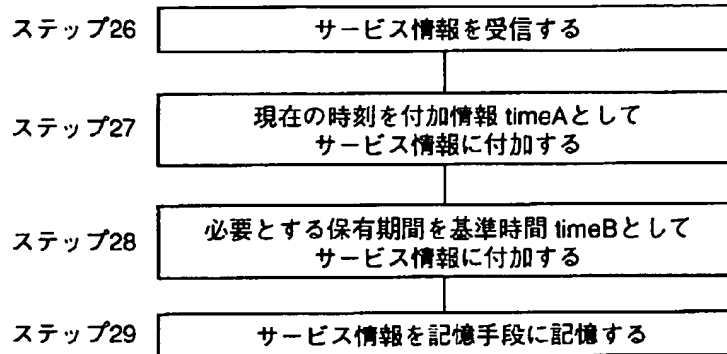 ステップ26
サービス情報を受信する
ステップ27
現在の時刻を付加情報 timeAとして
サービス情報に付加する
ステップ28
必要とする保有期間を基準時間 timeBとして
サービス情報に付加する
ステップ29
サービス情報を記憶手段に記憶する